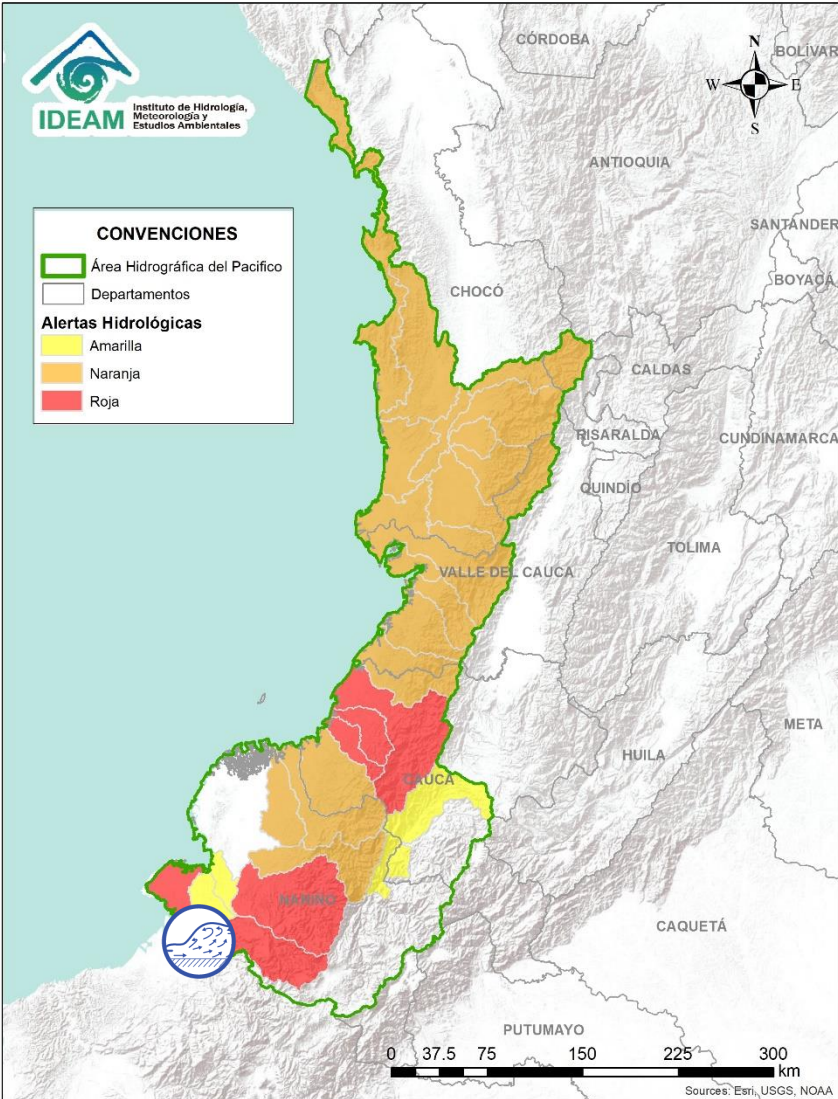 IDEAM
Instituto de Hidrología,
Meteorología y
Estudios Ambientales
CONVENCIONES
Área Hidrográfica del Pacifico
Departamentos
Alertas Hidrológicas
Amarilla
Naranja
Roja
N
W
E
S
CÓRDOBA
BOLÍVAR
ANTIOQUIA
SANTANDER
BOYACÁ
CHOCÓ
CALDAS
RISARALDA
CUNDINAMARCA
QUINDÍO
TOLIMA
VALLE DEL CAUCA
META
HUILA
CAUCA
NARIÑO
CAQUETÁ
PUTUMAYO
0 37.5 75 150 225 300
km
Sources: Esri, USGS, NOAA